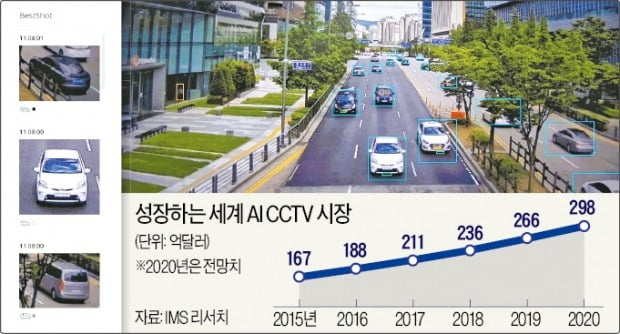 BestShot
11:08:01
11:08:00
11:08:00
성장하는 세계 AI CCTV 시장
(단위: 억달러)
※2020년은 전망치
167 188 211 236 266 298
자료: IMS 리서치
2015년 2016 2017 2018 2019 2020